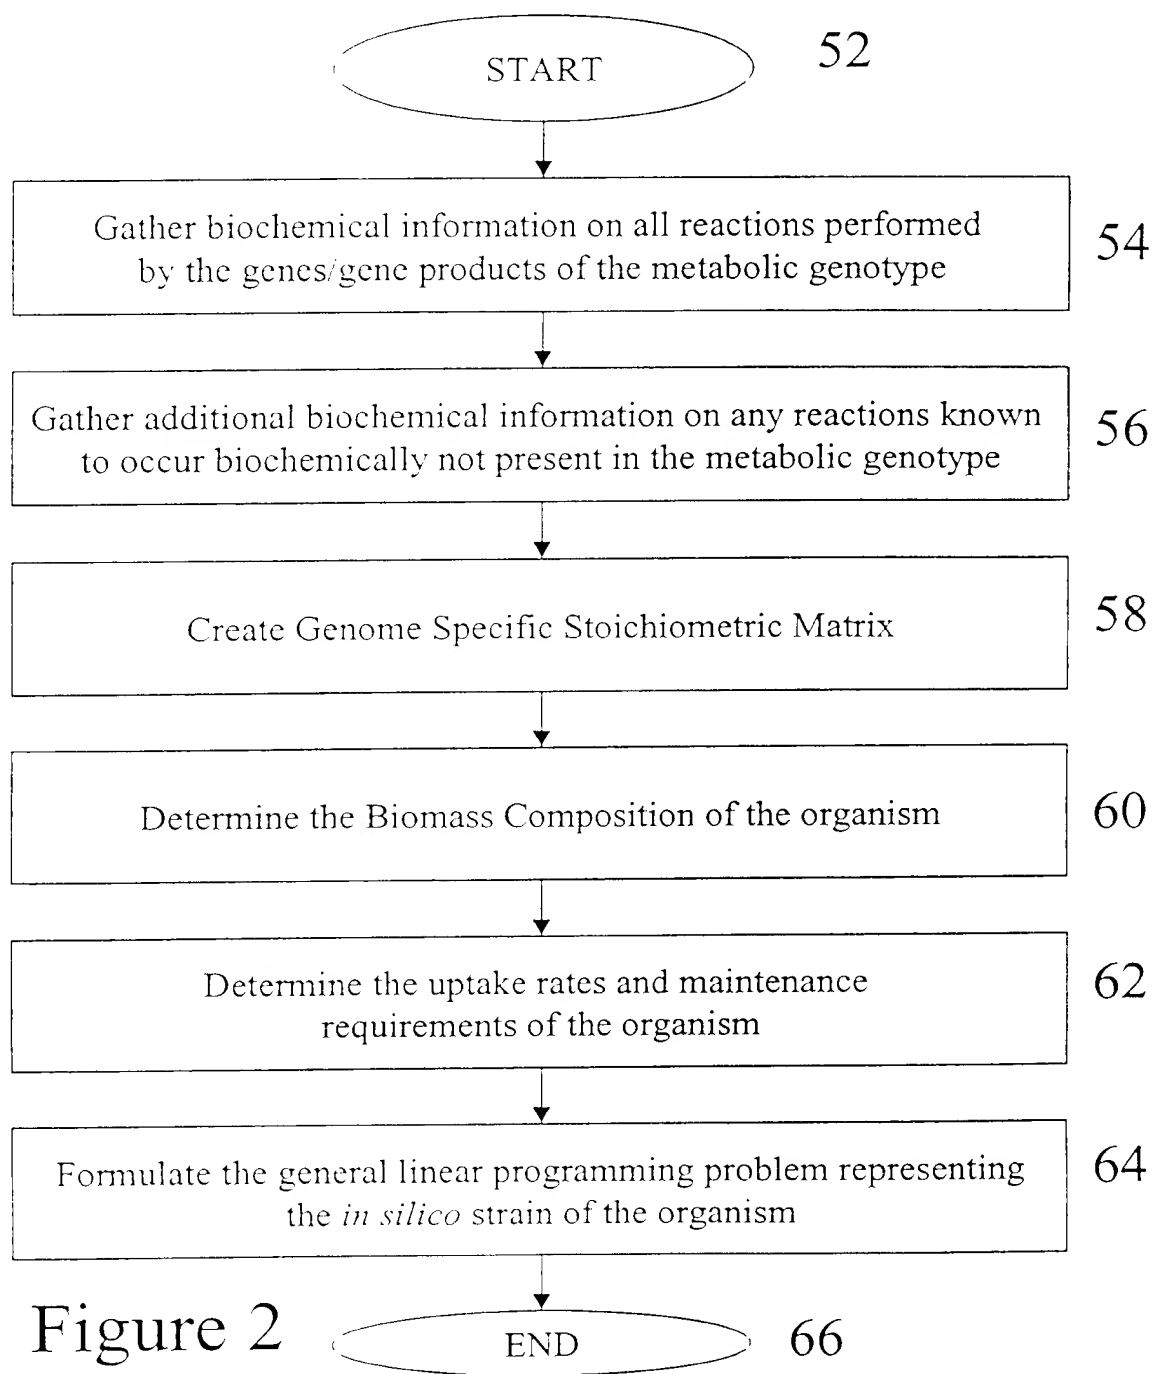 START
52
Gather biochemical information on all reactions performed
by the genes/gene products of the metabolic genotype
54
Gather additional biochemical information on any reactions known
to occur biochemically not present in the metabolic genotype
56
Create Genome Specific Stoichiometric Matrix
58
Determine the Biomass Composition of the organism
60
Determine the uptake rates and maintenance
requirements of the organism
62
Formulate the general linear programming problem representing
the in silico strain of the organism
64
Figure 2
END
66